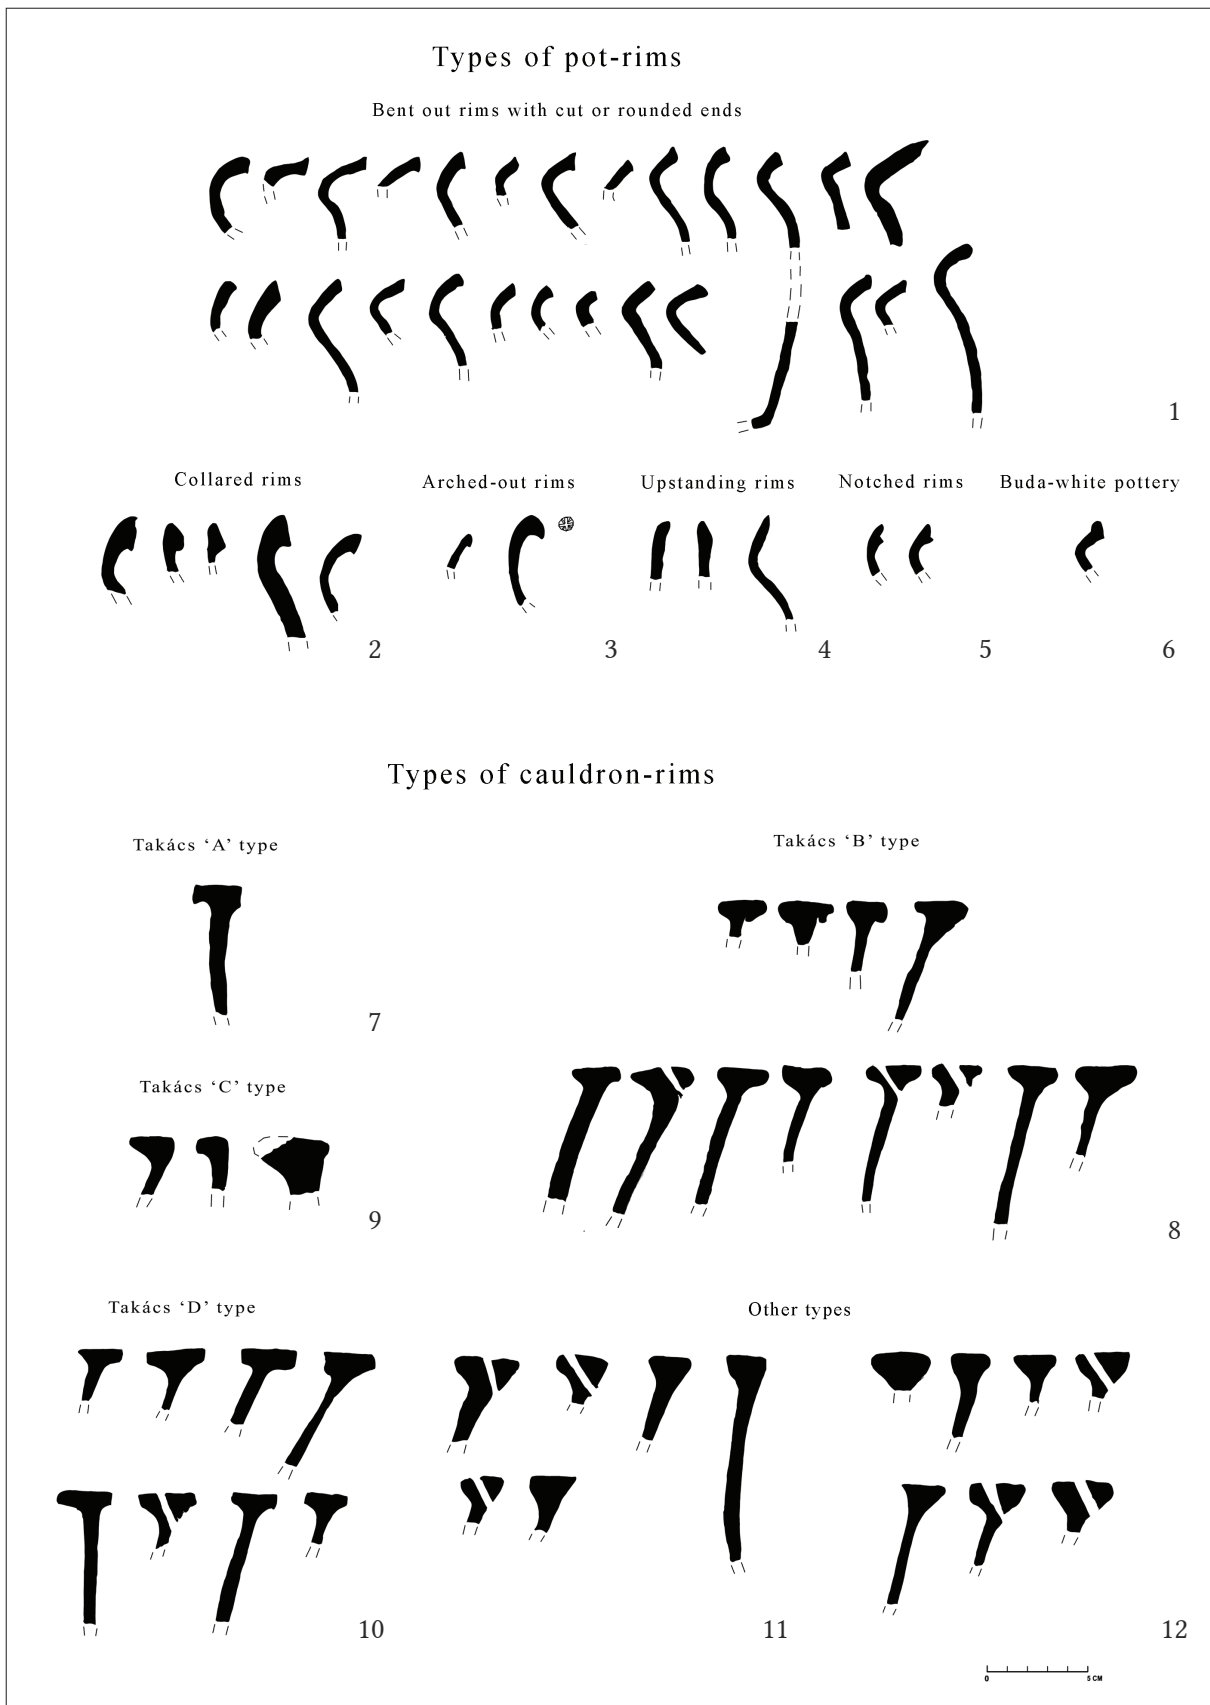 Types of pot-rims
Bent out rims with cut or rounded ends
1
Collared rims
Arched-out rims
Upstanding rims
Notched rims
Buda-white pottery
2
3
4
5
6
Types of cauldron-rims
Takács ‘A’ type
Takács ‘B’ type
7
Takács ‘C’ type
9
8
Takács ‘D’ type
Other types
10
11
12
0
5 CM